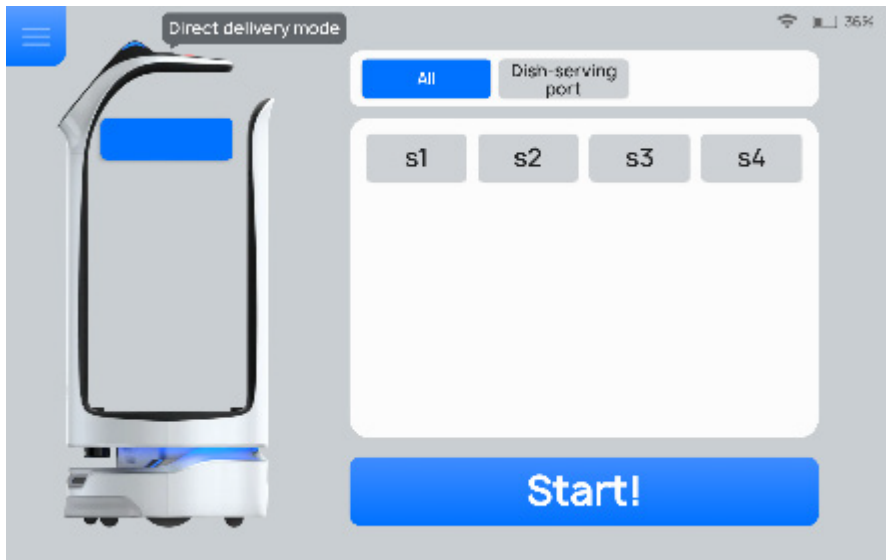 Direct delivery mode
36%
All
Dish-serving
port
s1
s2
s3
s4
Start!